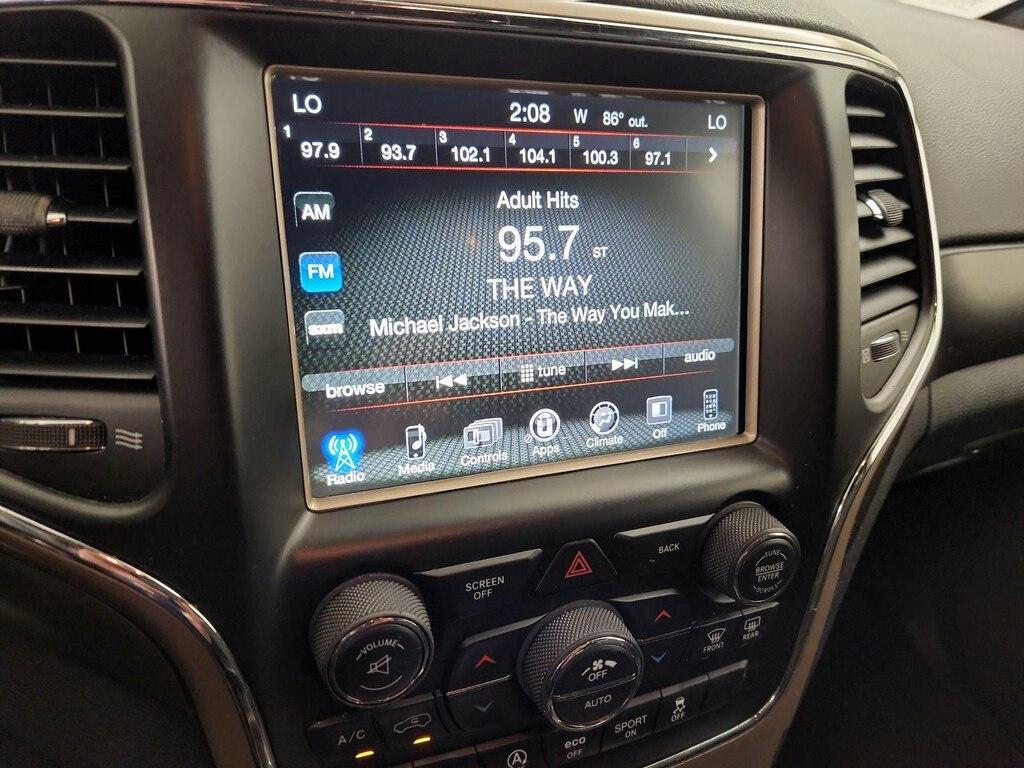 LO 2:08 W 86° out. LO
1 97.9 2 93.7 3 102.1 4 104.1 5 100.3 6 97.1
AM
FM
sxm
Adult Hits
95.7 ST
THE WAY
Michael Jackson - The Way You Mak...
browse tune audio
Radio Media Controls Apps Climate Off Phone
SCREEN
OFF
BACK
TUNE
BROWSE
ENTER
SCROLL
VOLUME
OFF
AUTO
FRONT
REAR
A/C
A
eco
OFF
SPORT
ON
OFF